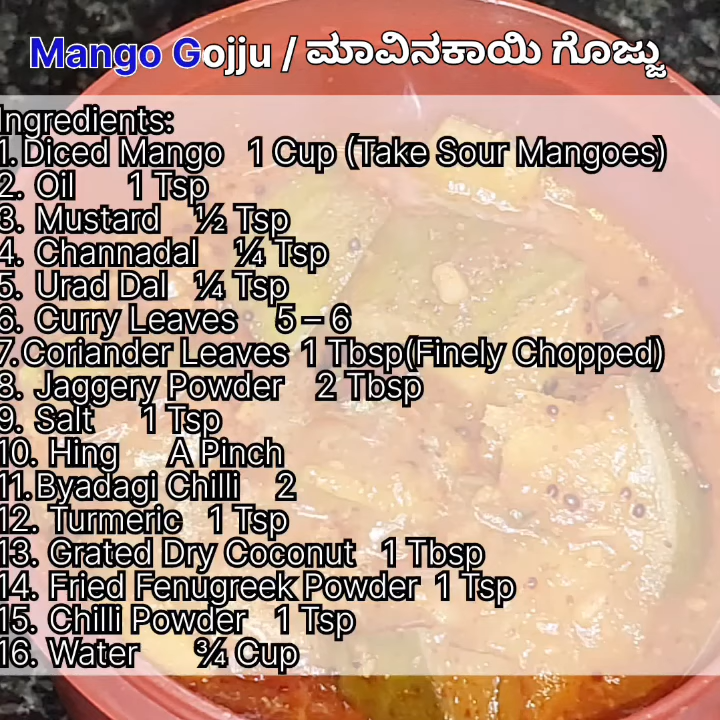 Mango Gojju / ಮಾವಿನಕಾಯಿ ಗೊಜ್ಜು
Ingredients:
1. Diced Mango 1 Cup (Take Sour Mangoes)
2. Oil 1 Tsp
3. Mustard ½ Tsp
4. Channadal ¼ Tsp
5. Urad Dal ¼ Tsp
6. Curry Leaves 5 – 6
7. Coriander Leaves 1 Tbsp(Finely Chopped)
8. Jaggery Powder 2 Tbsp
9. Salt 1 Tsp
10. Hing A Pinch
11. Byadagi Chilli 2
12. Turmeric 1 Tsp
13. Grated Dry Coconut 1 Tbsp
14. Fried Fenugreek Powder 1 Tsp
15. Chilli Powder 1 Tsp
16. Water ¾ Cup